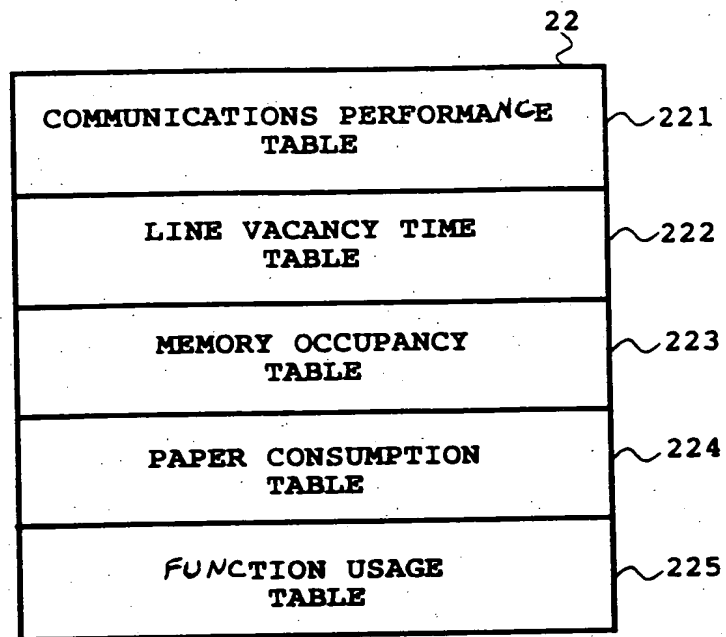 22
COMMUNICATIONS PERFORMANCE
TABLE
221
LINE VACANCY TIME
TABLE
222
MEMORY OCCUPANCY
TABLE
223
PAPER CONSUMPTION
TABLE
224
FUNCTION USAGE
TABLE
225